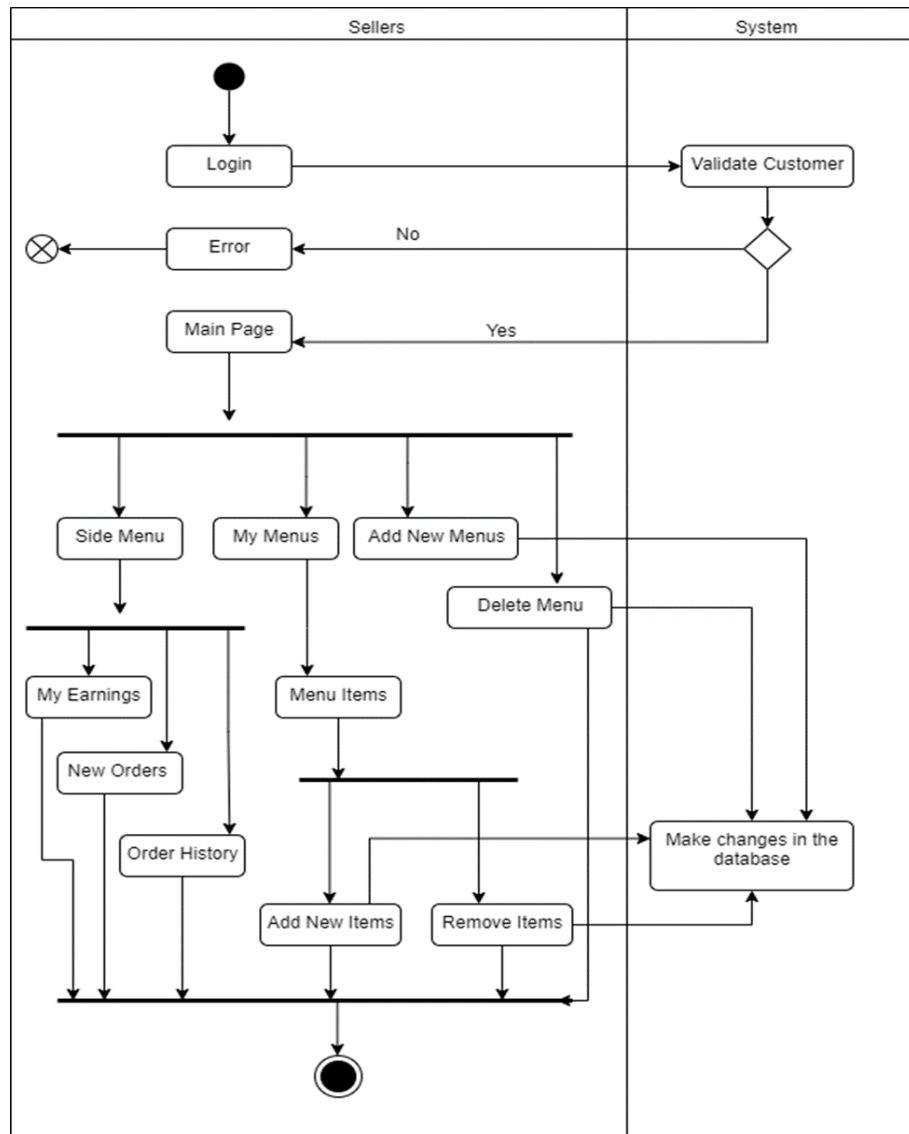 Sellers
System
Login
Validate Customer
Error
No
Main Page
Yes
Side Menu
My Menus
Add New Menus
Delete Menu
My Earnings
Menu Items
New Orders
Order History
Make changes in the
database
Add New Items
Remove Items